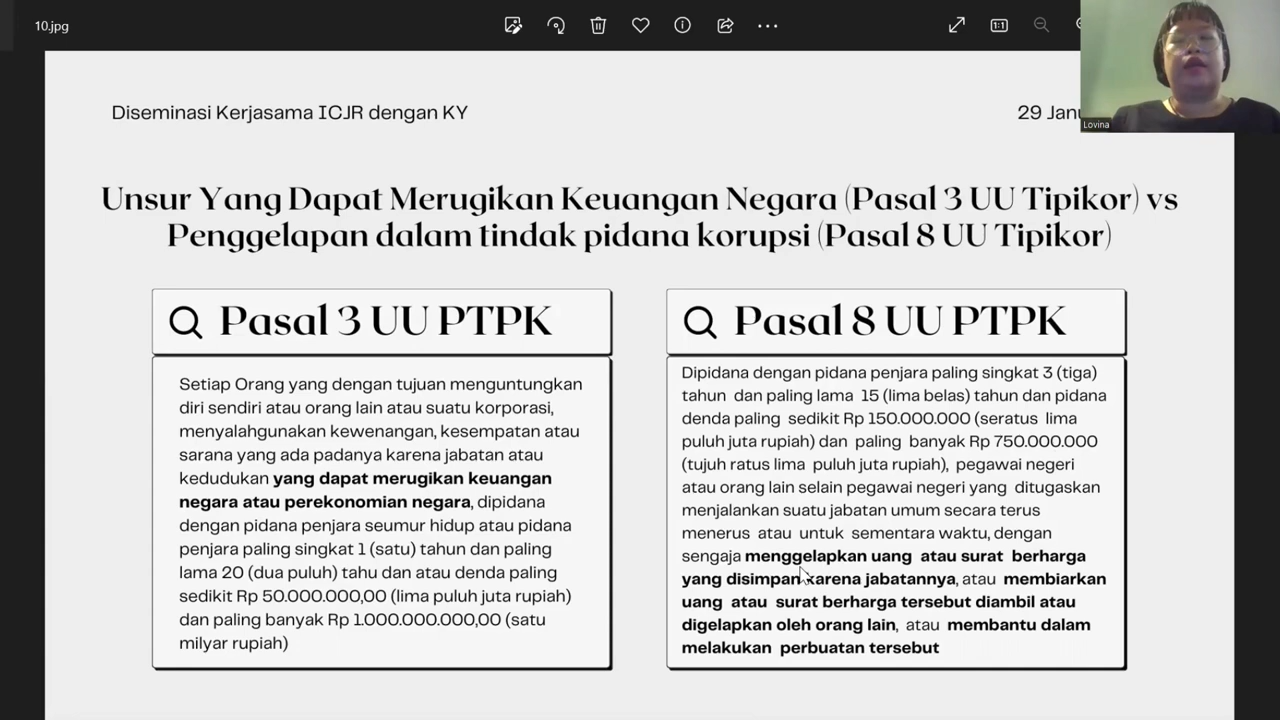 10.jpg
1:1
Diseminasi Kerjasama ICJR dengan KY
29
Lovina
Unsur Yang Dapat Merugikan Keuangan Negara (Pasal 3 UU Tipikor) vs
Penggelapan dalam tindak pidana korupsi (Pasal 8 UU Tipikor)
Pasal 3 UU PTPK
Setiap Orang yang dengan tujuan menguntungkan
diri sendiri atau orang lain atau suatu korporasi,
menyalahgunakan kewenangan, kesempatan atau
sarana yang ada padanya karena jabatan atau
kedudukan yang dapat merugikan keuangan
negara atau perekonomian negara, dipidana
dengan pidana penjara seumur hidup atau pidana
penjara paling singkat 1 (satu) tahun dan paling
lama 20 (dua puluh) tahu dan atau denda paling
sedikit Rp 50.000.000,00 (lima puluh juta rupiah)
dan paling banyak Rp 1.000.000.000,00 (satu
milyar rupiah)
Pasal 8 UU PTPK
Dipidana dengan pidana penjara paling singkat 3 (tiga)
tahun dan paling lama 15 (lima belas) tahun dan pidana
denda paling sedikit Rp 150.000.000 (seratus lima
puluh juta rupiah) dan paling banyak Rp 750.000.000
(tujuh ratus lima puluh juta rupiah), pegawai negeri
atau orang lain selain pegawai negeri yang ditugaskan
menjalankan suatu jabatan umum secara terus
menerus atau untuk sementara waktu, dengan
sengaja menggelapkan uang atau surat berharga
yang disimpan karena jabatannya, atau membiarkan
uang atau surat berharga tersebut diambil atau
digelapkan oleh orang lain, atau membantu dalam
melakukan perbuatan tersebut